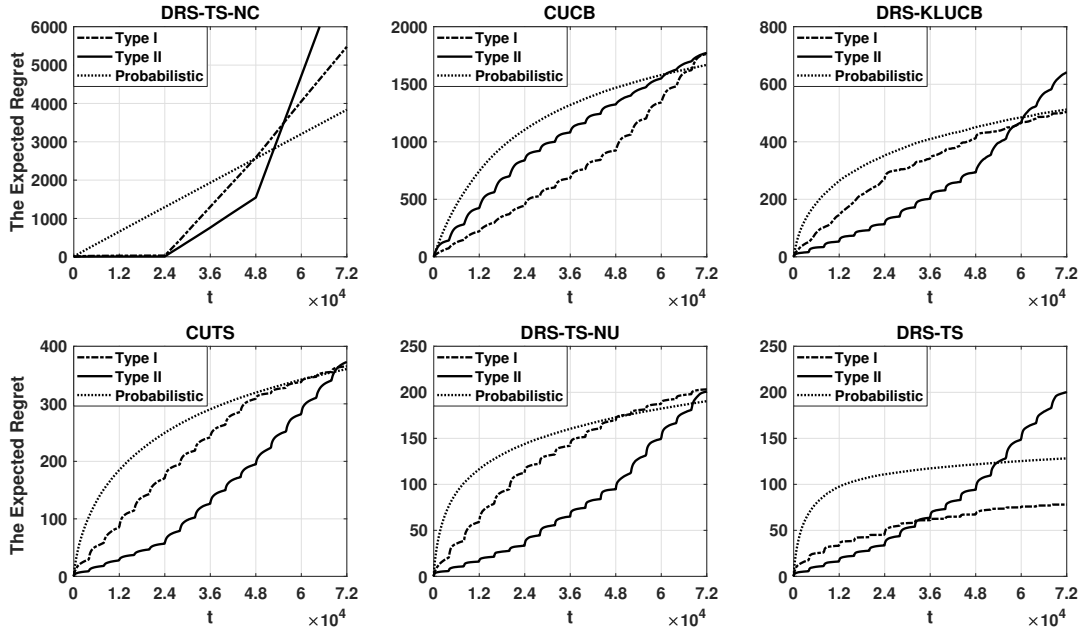 DRS-TS-NC
The Expected Regret
6000
5000
4000
3000
2000
1000
0
Type I
Type II
Probabilistic
0 1.2 2.4 3.6 4.8 6 7.2
t
×10^4
CUCB
2000
1500
1000
500
0
Type I
Type II
Probabilistic
0 1.2 2.4 3.6 4.8 6 7.2
t
×10^4
DRS-KLUCB
800
600
400
200
0
Type I
Type II
Probabilistic
0 1.2 2.4 3.6 4.8 6 7.2
t
×10^4
CUTS
The Expected Regret
400
300
200
100
0
Type I
Type II
Probabilistic
0 1.2 2.4 3.6 4.8 6 7.2
t
×10^4
DRS-TS-NU
250
200
150
100
50
0
Type I
Type II
Probabilistic
0 1.2 2.4 3.6 4.8 6 7.2
t
×10^4
DRS-TS
250
200
150
100
50
0
Type I
Type II
Probabilistic
0 1.2 2.4 3.6 4.8 6 7.2
t
×10^4